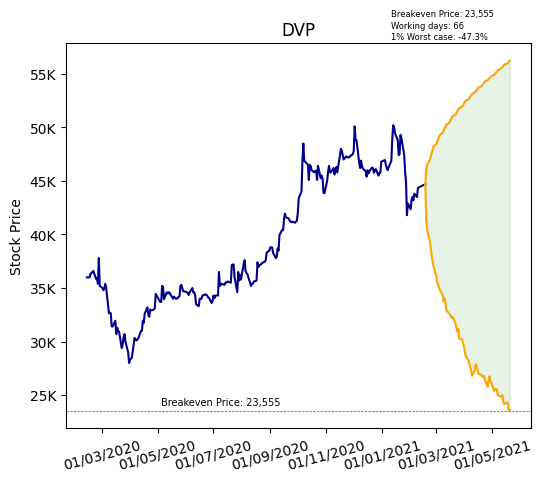 Breakeven Price: 23,555
Working days: 66
1% Worst case: -47.3%
DVP
Stock Price
55K
50K
45K
40K
35K
30K
25K
Breakeven Price: 23,555
01/03/2020 01/05/2020 01/07/2020 01/09/2020 01/11/2020 01/01/2021 01/03/2021 01/05/2021